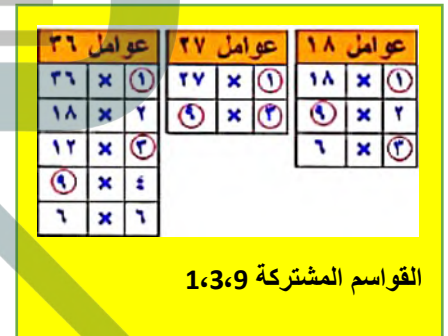 عوامل ١٨
١ × ١٨
٢ × ٩
٣ × ٦
عوامل ٢٧
١ × ٢٧
٣ × ٩
عوامل ٣٦
١ × ٣٦
٢ × ١٨
٣ × ١٢
٤ × ٩
٦ × ٦
القواسم المشتركة 1،3،9